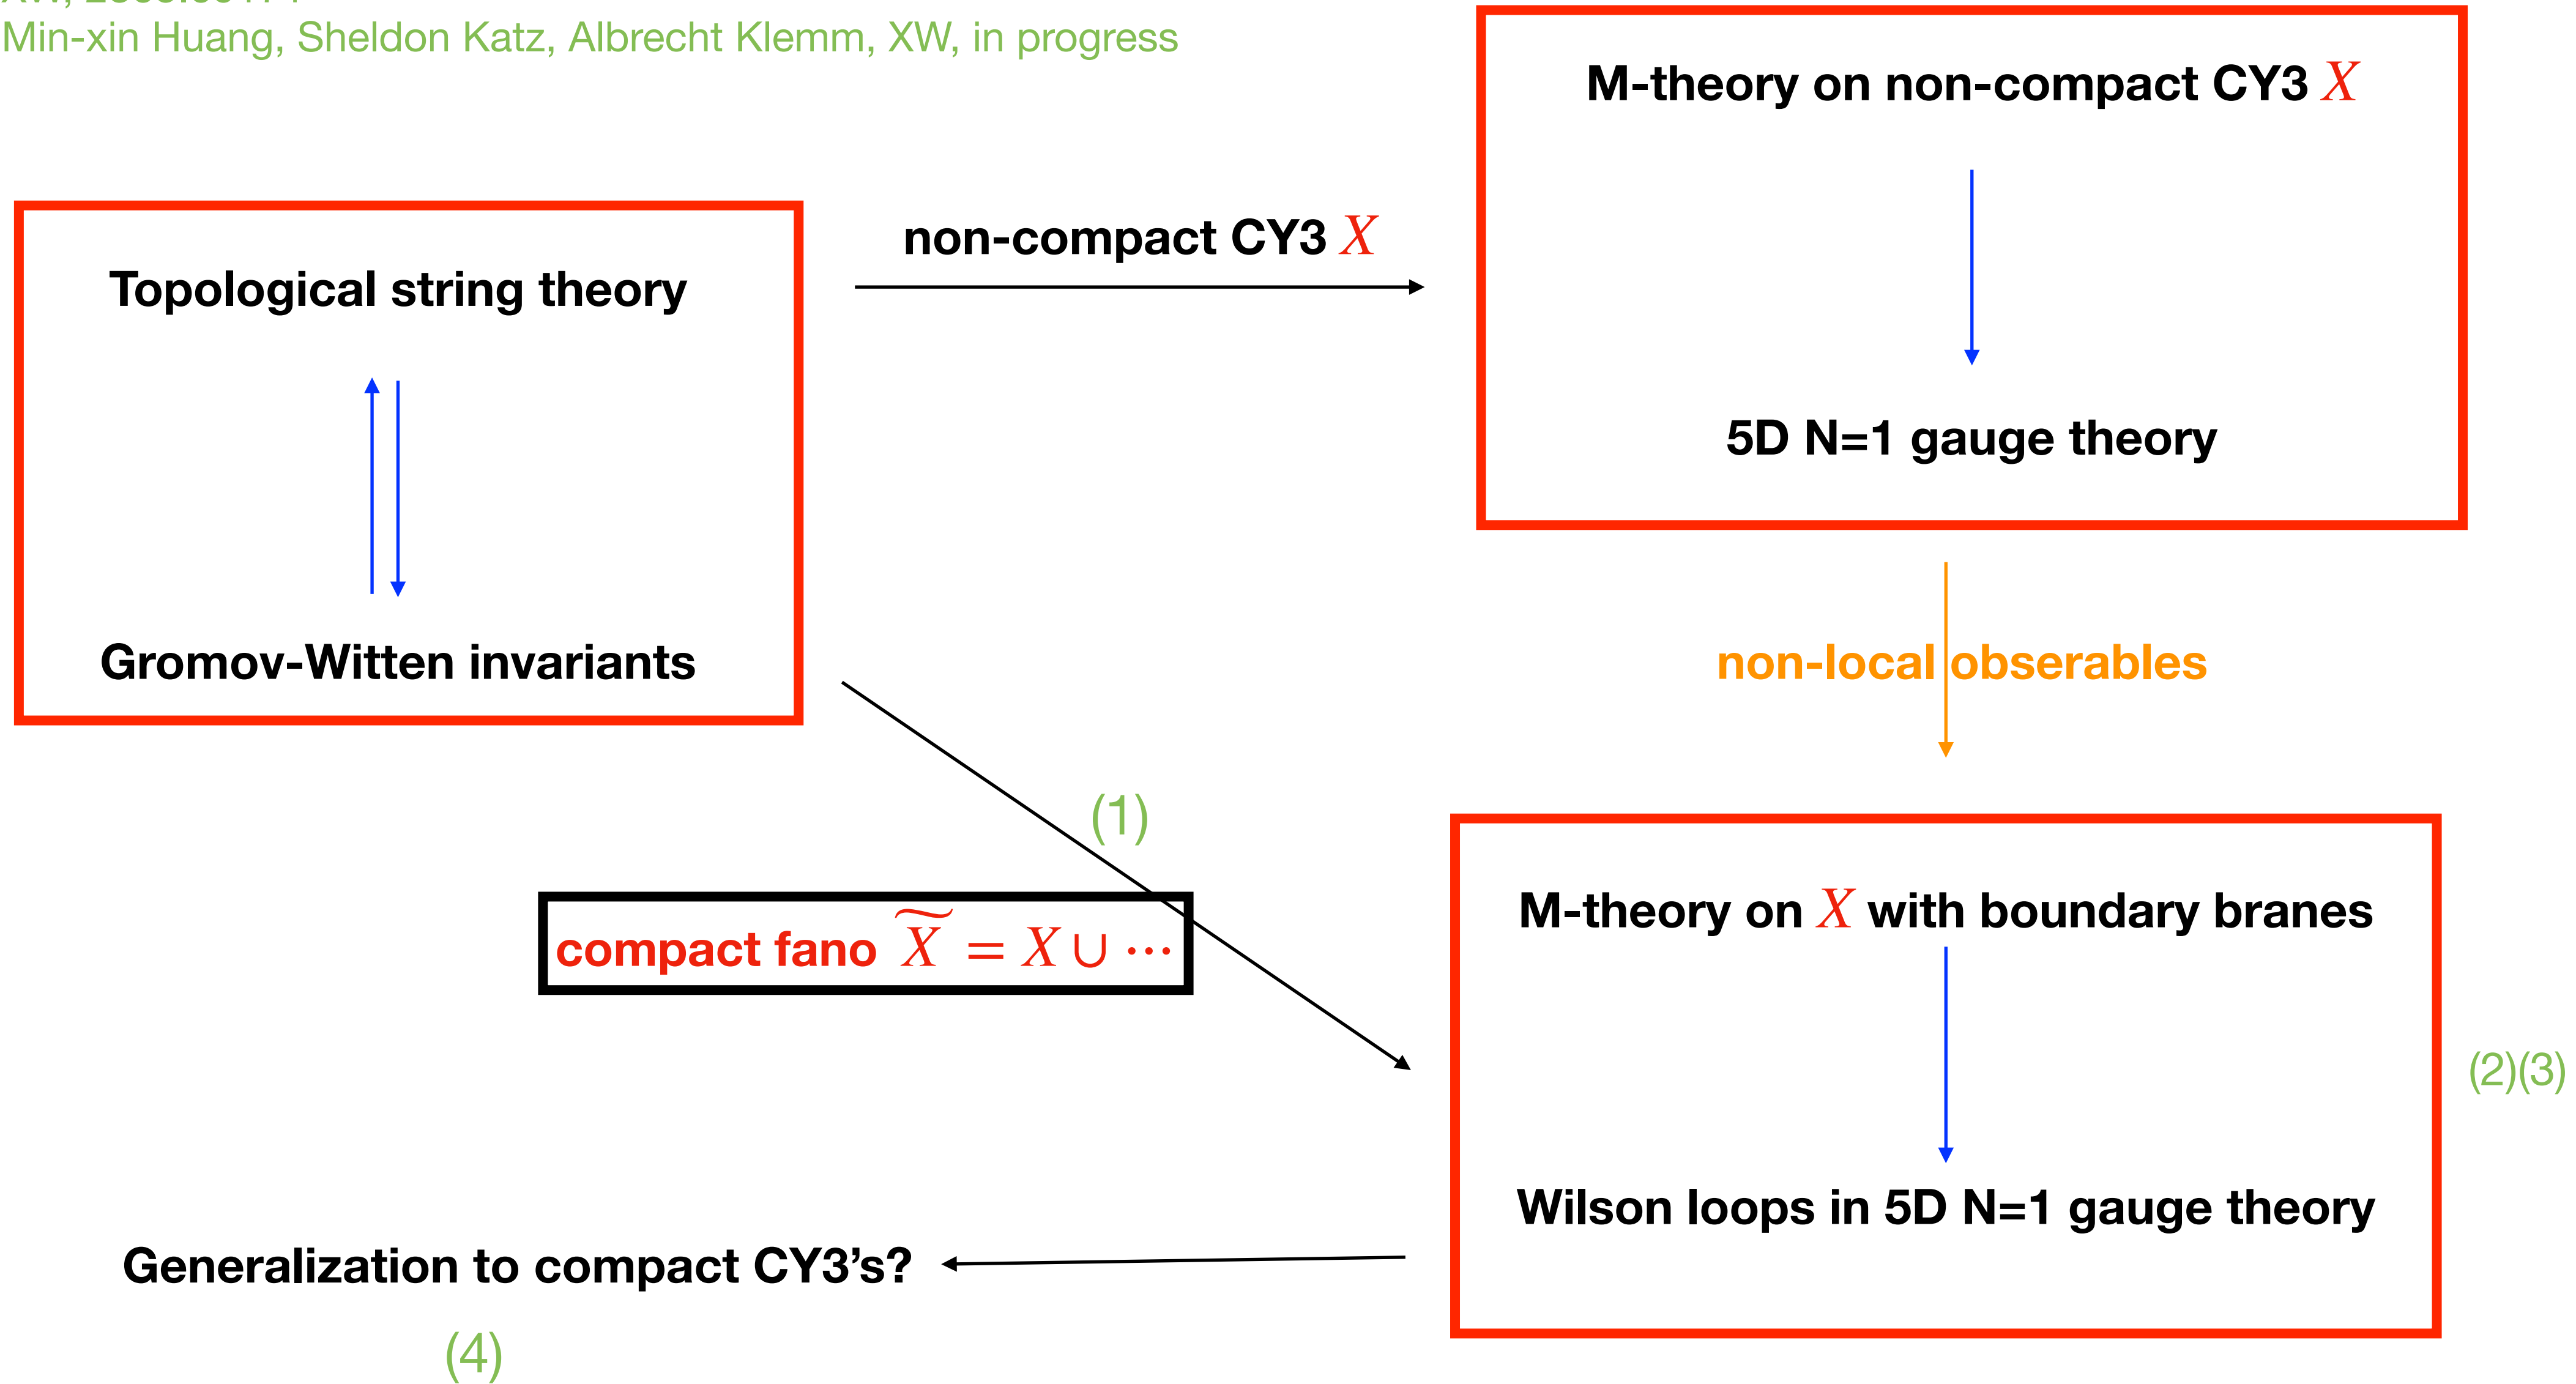 Min-xin Huang, Sheldon Katz, Albrecht Klemm, XW, in progress
M-theory on non-compact CY3 X
non-compact CY3 X
Topological string theory
5D N=1 gauge theory
Gromov-Witten invariants
non-local obserables
(1)
M-theory on X with boundary branes
compact fano X̃ = X ∪ ⋯
(2)(3)
Wilson loops in 5D N=1 gauge theory
Generalization to compact CY3’s?
(4)